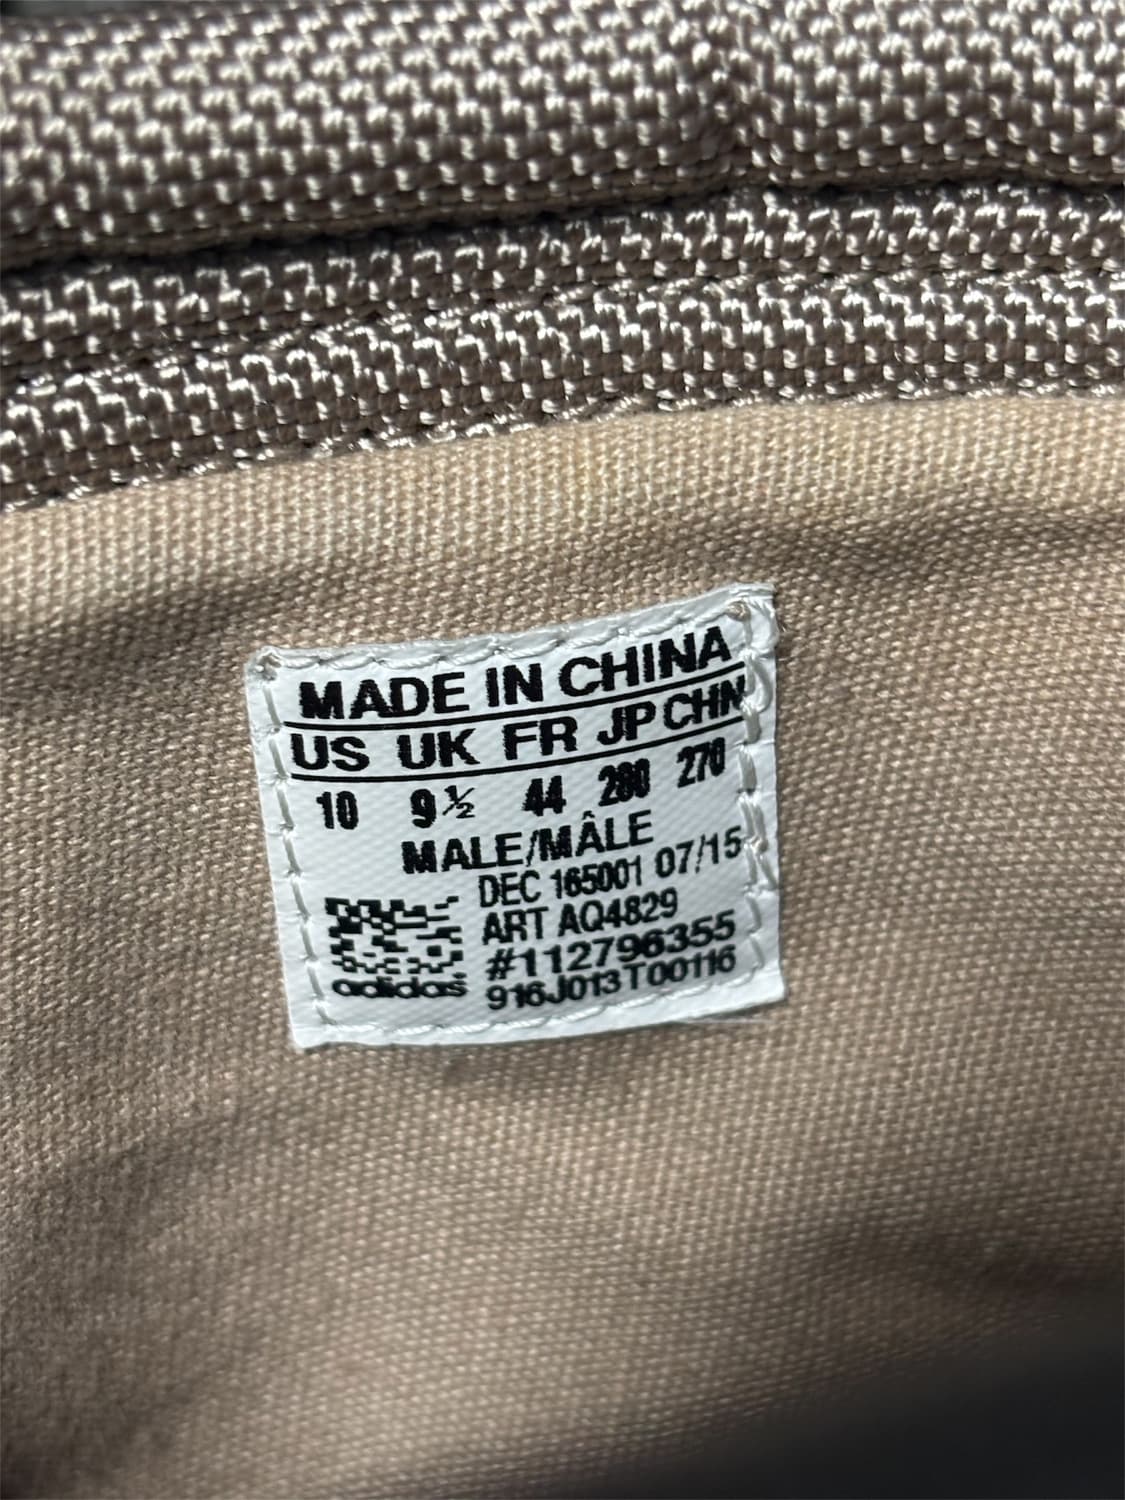 MADE IN CHINA
US UK FR JP CHN
10 9½ 44 280 270
MALE/MÂLE
DEC 165001 07/15
ART AQ4829
#112796355
adidas 916J013T00116